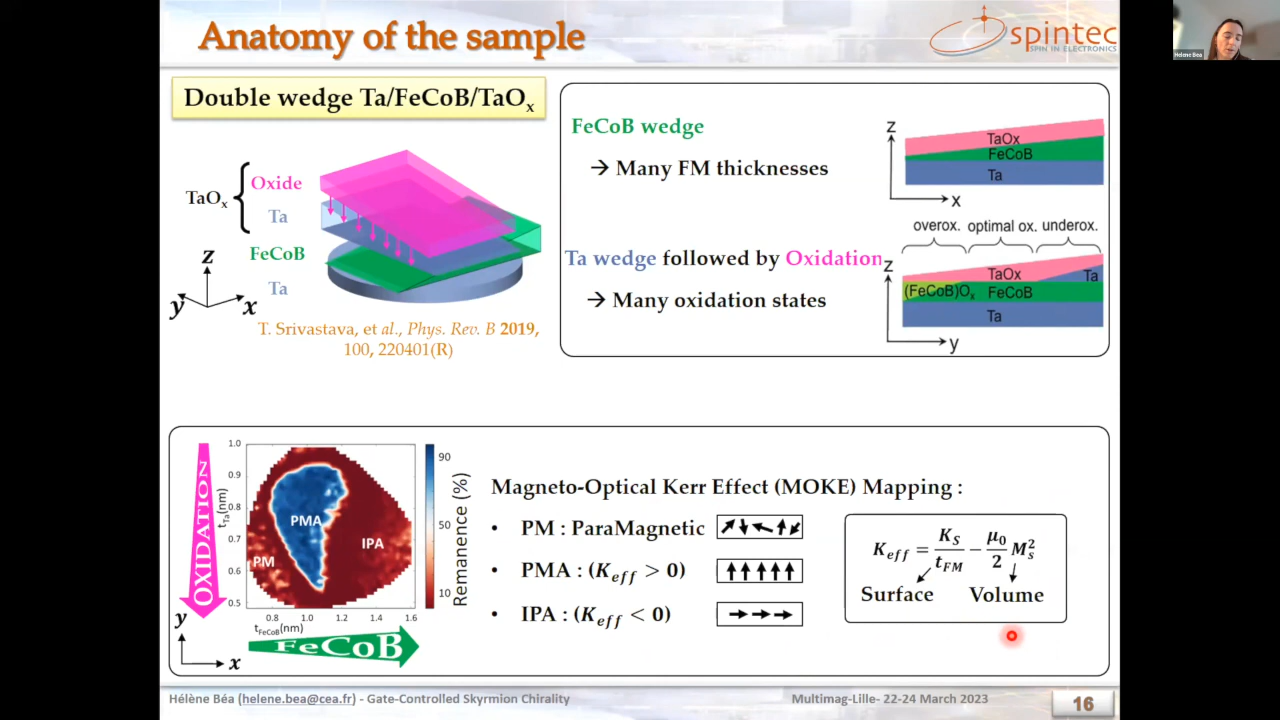 Anatomy of the sample
spintec
SPIN IN ELECTRONICS
Hélène Béa
Double wedge Ta/FeCoB/TaOx
TaOx
Oxide
Ta
FeCoB
Ta
z
y
x
T. Srivastava, et al., Phys. Rev. B 2019,
100, 220401(R)
FeCoB wedge
→ Many FM thicknesses
z
TaOx
FeCoB
Ta
x
Ta wedge followed by Oxidation
→ Many oxidation states
overox. optimal ox. underox.
z
TaOx
Ta
(FeCoB)Ox FeCoB
Ta
y
OXIDATION
tTa(nm)
1.0
0.9
0.8
0.7
0.6
0.5
PMA
IPA
PM
0.8 1.0 1.2 1.4 1.6
tFeCoB(nm)
90
50
10
Remanence (%)
y
x
FeCoB
Magneto-Optical Kerr Effect (MOKE) Mapping :
• PM : ParaMagnetic
• PMA : (Keff > 0)
• IPA : (Keff < 0)
Keff = KS/tFM − μ0/2 Ms²
Surface Volume
Hélène Béa (helene.bea@cea.fr) - Gate-Controlled Skyrmion Chirality
Multimag-Lille- 22-24 March 2023
16